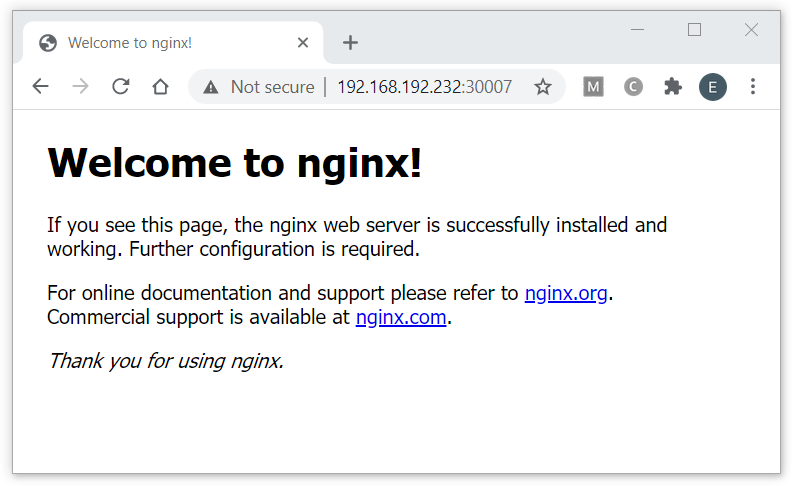 Welcome to nginx!
Not secure | 192.168.192.232:30007
M
C
E
Welcome to nginx!
If you see this page, the nginx web server is successfully installed and
working. Further configuration is required.
For online documentation and support please refer to nginx.org.
Commercial support is available at nginx.com.
Thank you for using nginx.